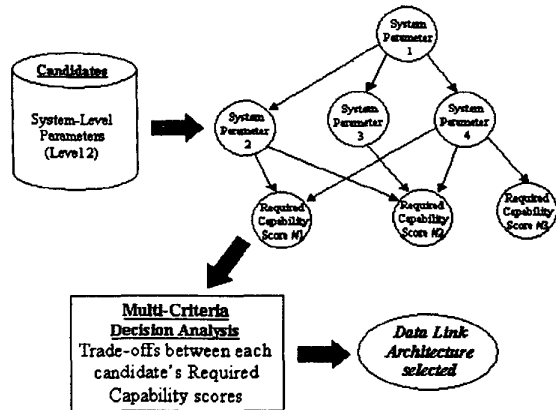 Candidates
System-Level
Parameters
(Level 2)
System
Parameter
1
System
Parameter
2
System
Parameter
3
System
Parameter
4
Required
Capability
Score N1
Required
Capability
Score N2
Required
Capability
Score N3
Multi-Criteria
Decision Analysis
Trade-offs between each
candidate's Required
Capability scores
Data Link
Architecture
selected